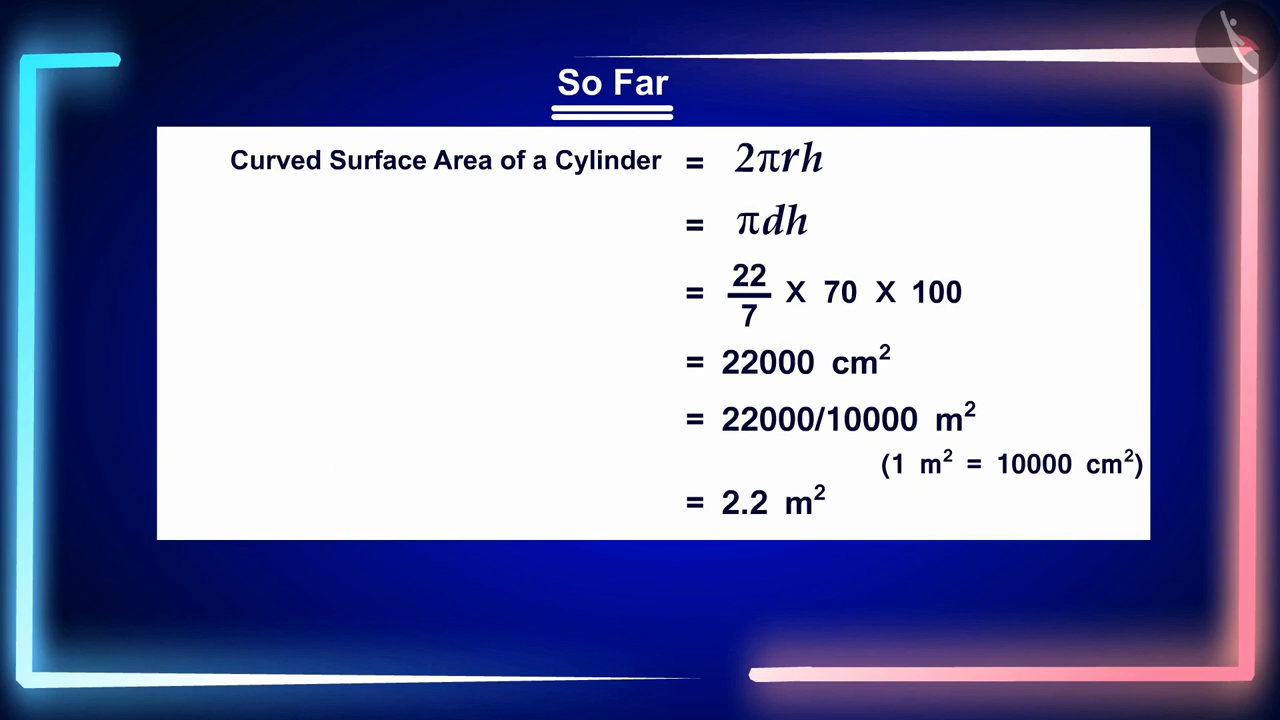 So Far
Curved Surface Area of a Cylinder = 2πrh
= πdh
= 22/7 X 70 X 100
= 22000 cm²
= 22000/10000 m²
(1 m² = 10000 cm²)
= 2.2 m²